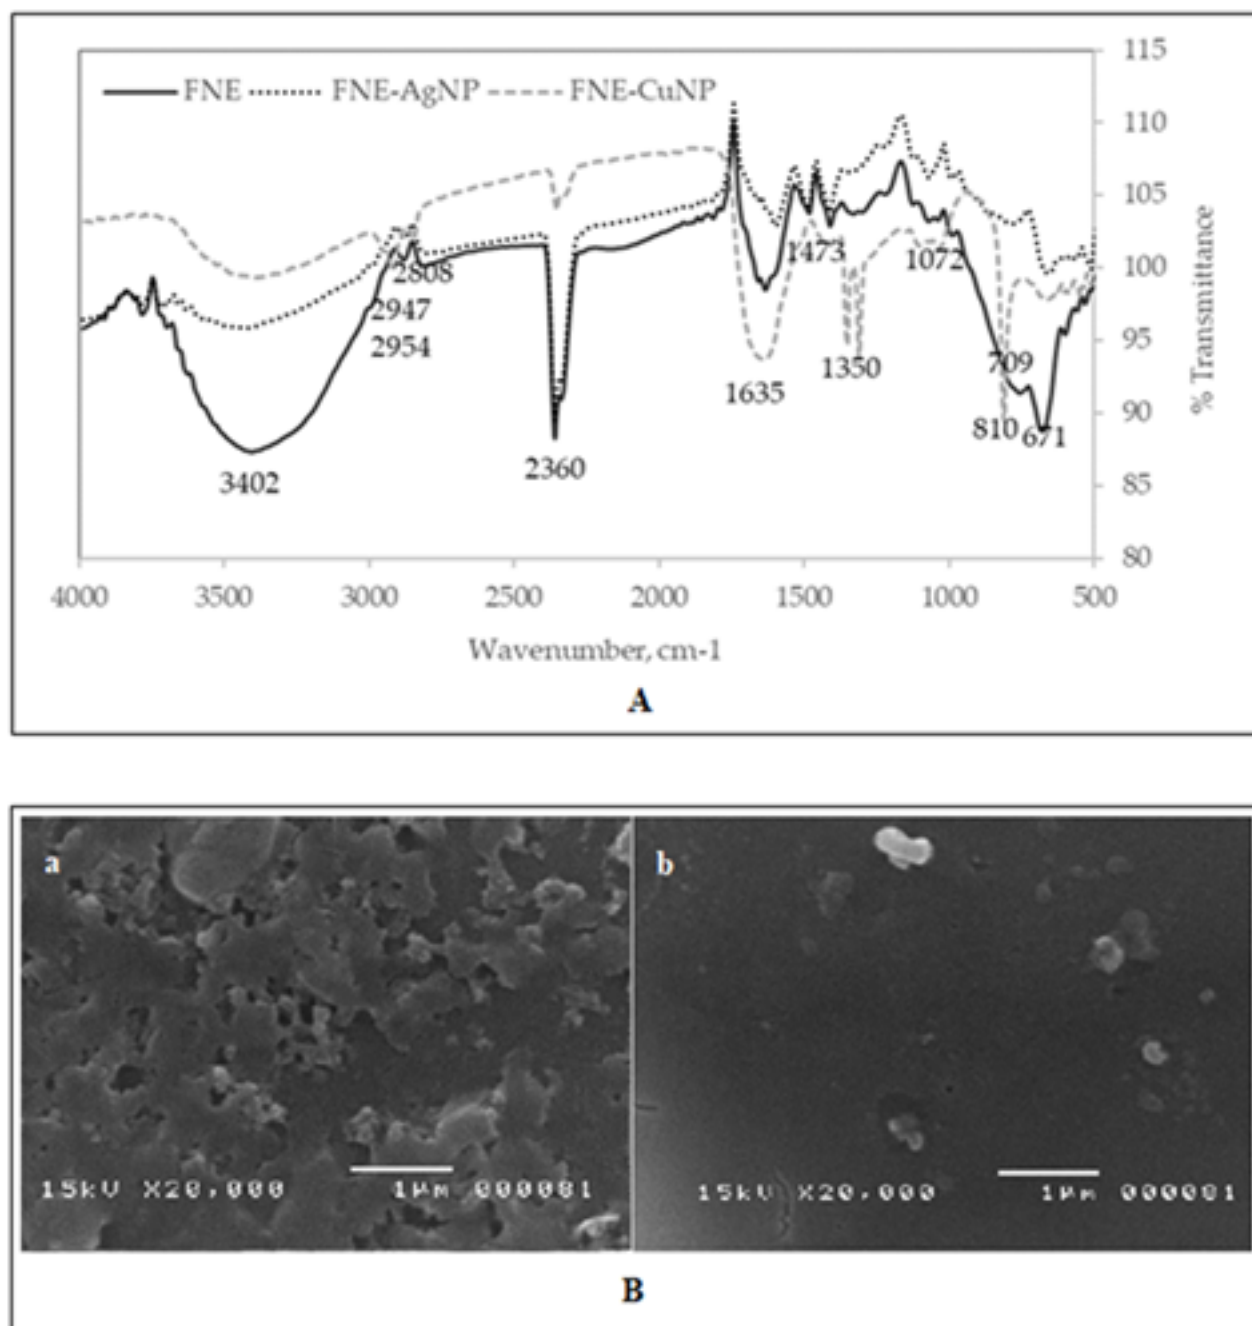 115
FNE FNE-AgNP FNE-CuNP
110
105
2808 1473 1072 100
2947
2954 95
1635 1350 709
90
810 671
3402 2360 85
80
4000 3500 3000 2500 2000 1500 1000 500
% Transmittance
Wavenumber, cm-1
A
a b
15kV X20,000 1µm 000081
15kV X20,000 1µm 000081
B